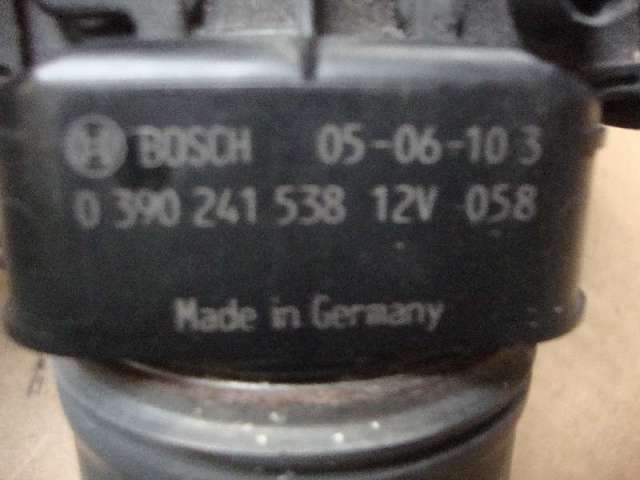 BOSCH 05-06-10 3
0 390 241 538 12V 058
Made in Germany